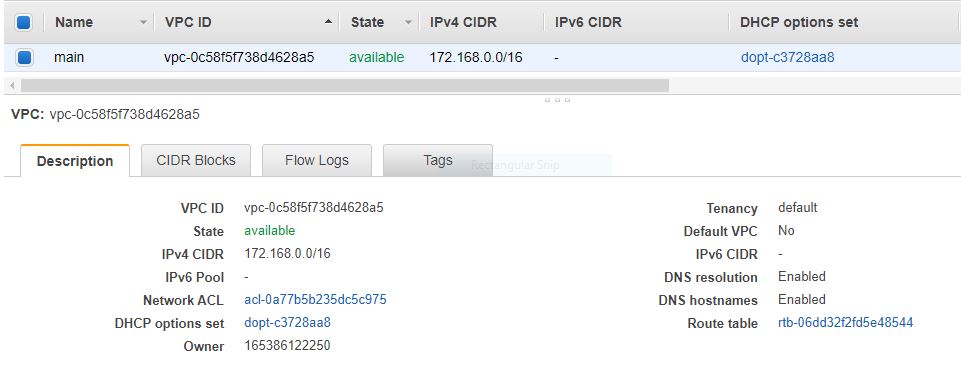 Name VPC ID State IPv4 CIDR IPv6 CIDR DHCP options set
main vpc-0c58f5f738d4628a5 available 172.168.0.0/16 - dopt-c3728aa8
VPC: vpc-0c58f5f738d4628a5
Description CIDR Blocks Flow Logs Tags Rectangular Snip
VPC ID vpc-0c58f5f738d4628a5 Tenancy default
State available Default VPC No
IPv4 CIDR 172.168.0.0/16 IPv6 CIDR -
IPv6 Pool - DNS resolution Enabled
Network ACL acl-0a77b5b235dc5c975 DNS hostnames Enabled
DHCP options set dopt-c3728aa8 Route table rtb-06dd32f2fd5e48544
Owner 165386122250